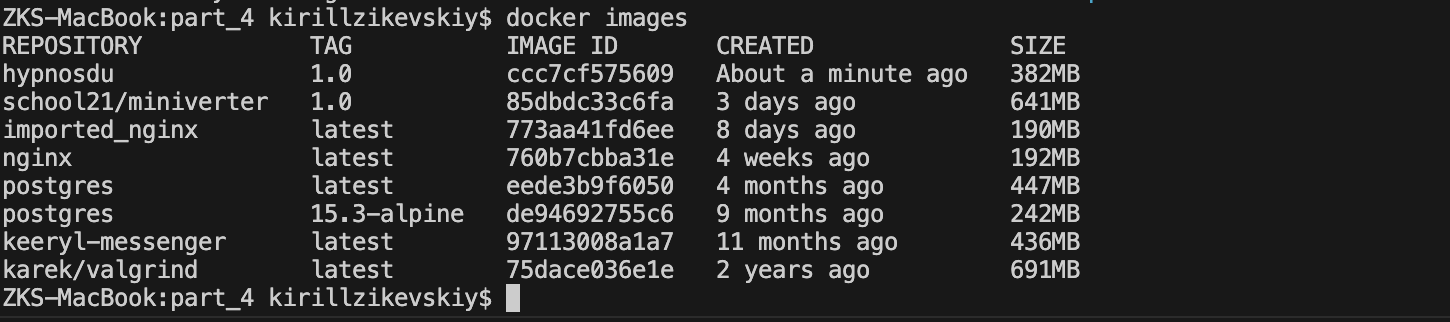 ZKS-MacBook:part_4 kirillzikevskiy$ docker images
REPOSITORY TAG IMAGE ID CREATED SIZE
hypnosdu 1.0 ccc7cf575609 About a minute ago 382MB
school21/miniverter 1.0 85dbdc33c6fa 3 days ago 641MB
imported_nginx latest 773aa41fd6ee 8 days ago 190MB
nginx latest 760b7cbba31e 4 weeks ago 192MB
postgres latest eede3b9f6050 4 months ago 447MB
postgres 15.3-alpine de94692755c6 9 months ago 242MB
keeryl-messenger latest 97113008a1a7 11 months ago 436MB
karek/valgrind latest 75dace036e1e 2 years ago 691MB
ZKS-MacBook:part_4 kirillzikevskiy$